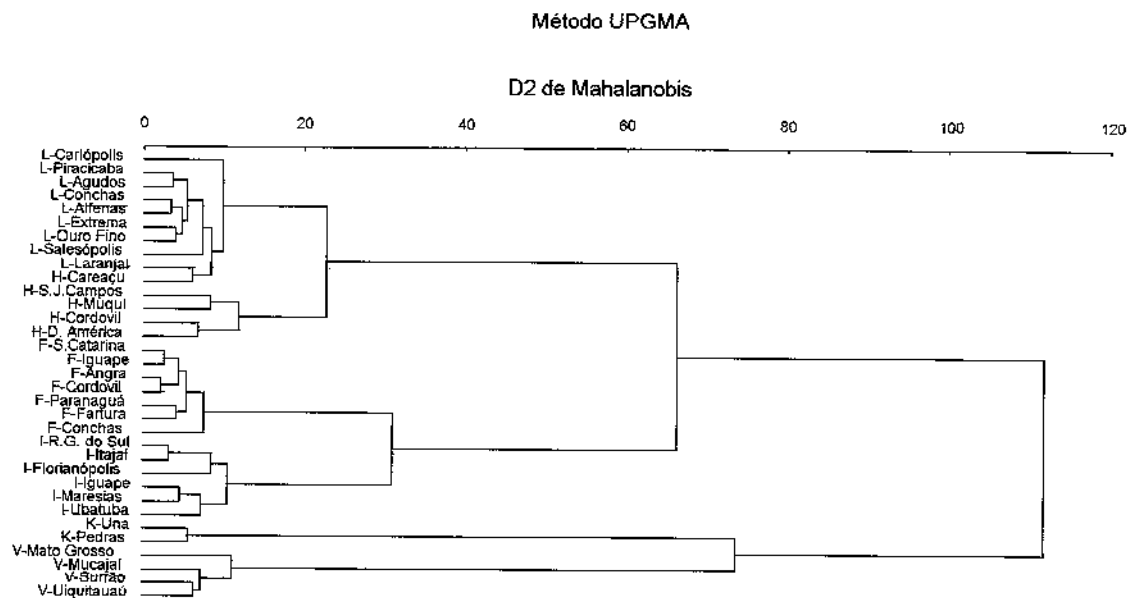 Método UPGMA
D2 de Mahalanobis
0 20 40 60 80 100 120
L-Carlópolis
L-Piracicaba
L-Agudos
L-Conchas
L-Alfenas
L-Extrema
L-Ouro Fino
L-Salesópolis
L-Laranjal
H-Careaçu
H-S.J.Campos
H-Muqui
H-Cordovil
H-D. América
F-S.Catarina
F-Iguape
F-Angra
F-Cordovil
F-Paranaguá
F-Fartura
F-Conchas
I-R.G. do Sul
I-Itajaí
I-Florianópolis
I-Iguape
I-Maresias
I-Ubatuba
K-Una
K-Pedras
V-Mato Grosso
V-Mucajaí
V-Surrão